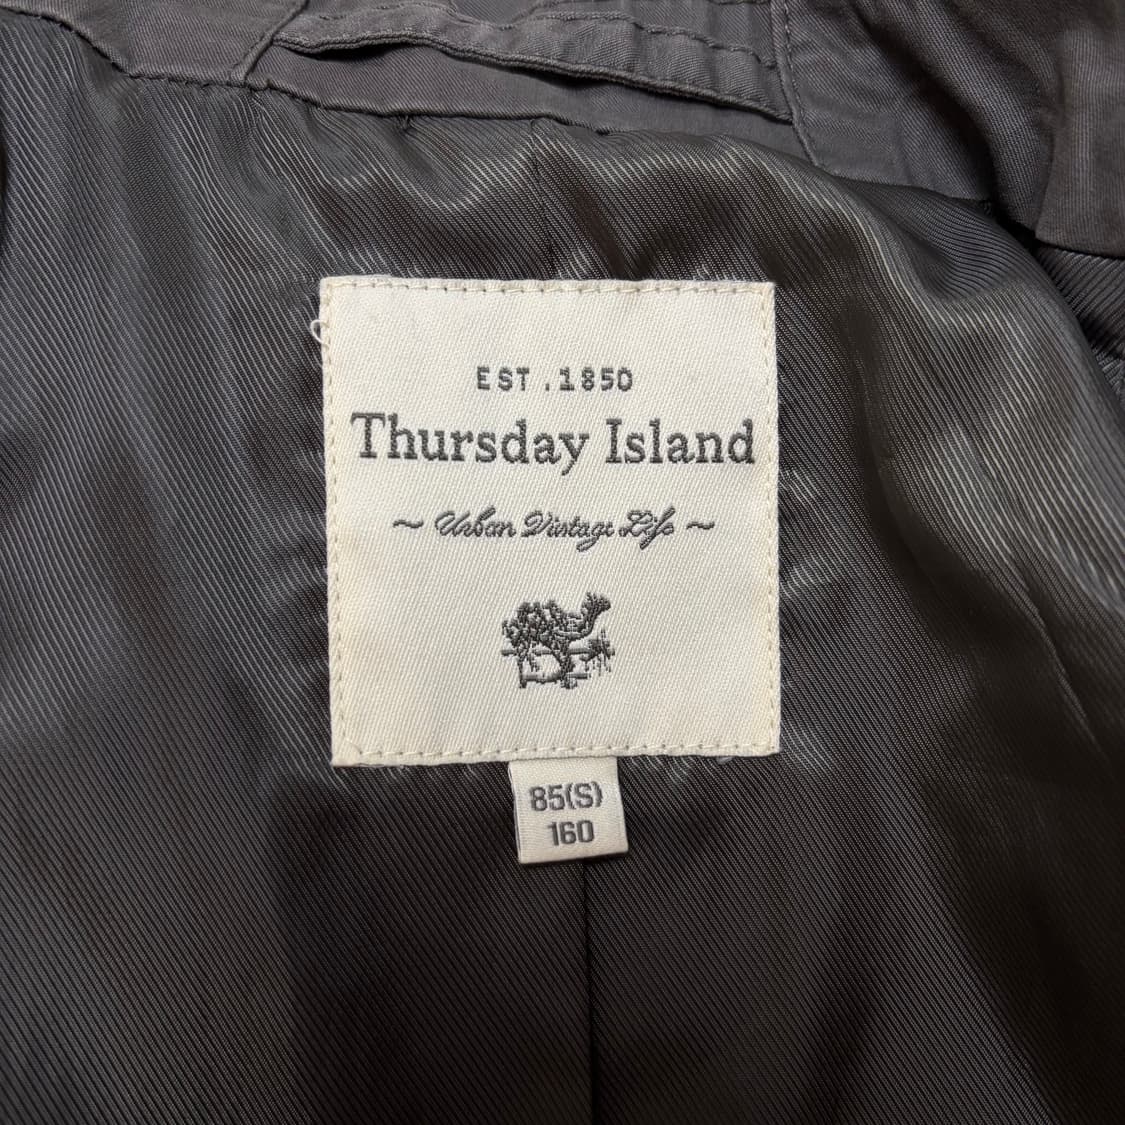 EST.1850
Thursday Island
~ Urban Vintage Life ~
85(S)
160